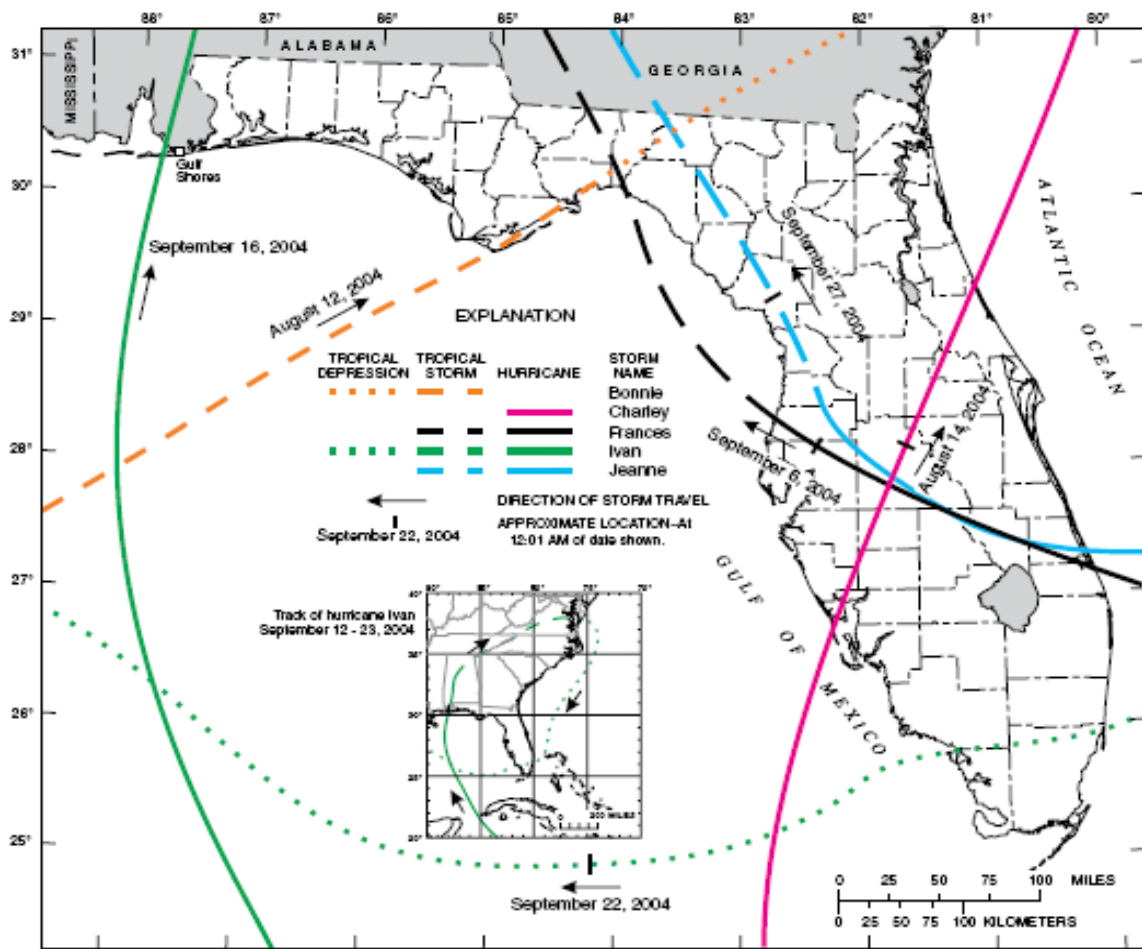 86° 87° 86° 85° 84° 83° 82° 81° 80°
31°
30°
29°
28°
27°
26°
25°
MISSISSIPPI
ALABAMA
GEORGIA
Gulf
Shores
September 16, 2004
August 12, 2004
September 27, 2004
ATLANTIC OCEAN
EXPLANATION
TROPICAL DEPRESSION
TROPICAL STORM
HURRICANE
STORM NAME
Bonnie
Charley
Frances
Ivan
Jeanne
DIRECTION OF STORM TRAVEL
September 22, 2004
APPROXIMATE LOCATION–At
12:01 AM of date shown.
September 6, 2004
August 14, 2004
GULF OF MEXICO
Track of hurricane Ivan
September 12 - 23, 2004
200 MILES
September 22, 2004
0 25 50 75 100 MILES
0 25 50 75 100 KILOMETERS